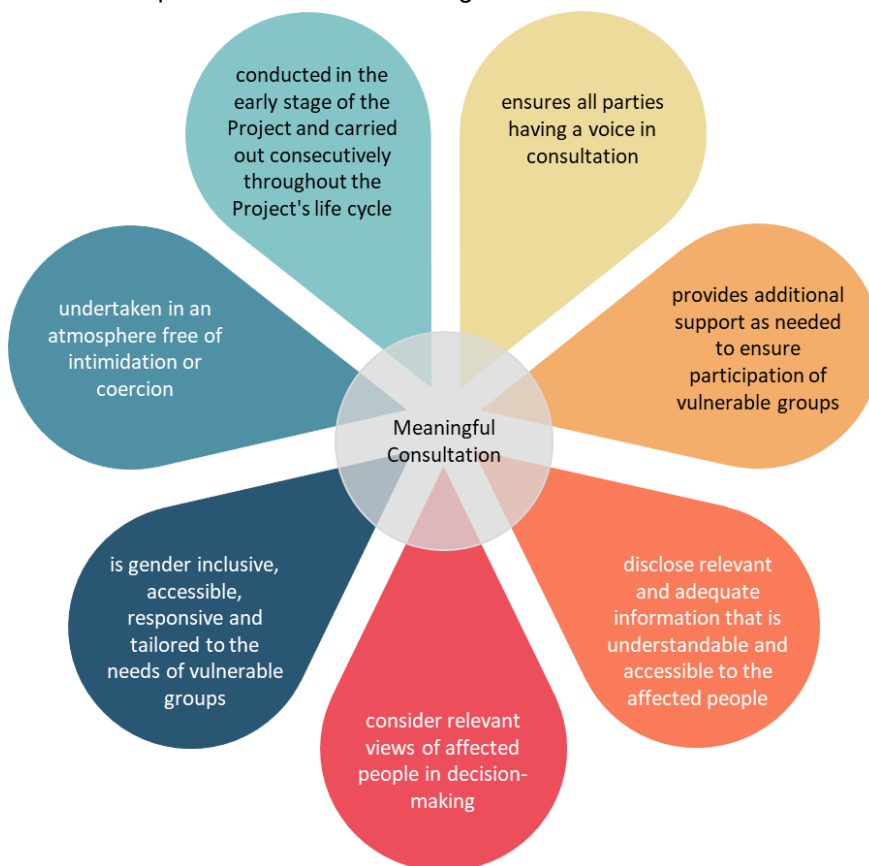 conducted in the
early stage of the
Project and carried
out consecutively
throughout the
Project's life cycle
ensures all parties
having a voice in
consultation
provides additional
support as needed
to ensure
participation of
vulnerable groups
disclose relevant
and adequate
information that is
understandable and
accessible to the
affected people
consider relevant
views of affected
people in decision-
making
is gender inclusive,
accessible,
responsive and
tailored to the
needs of vulnerable
groups
undertaken in an
atmosphere free of
intimidation or
coercion
Meaningful
Consultation